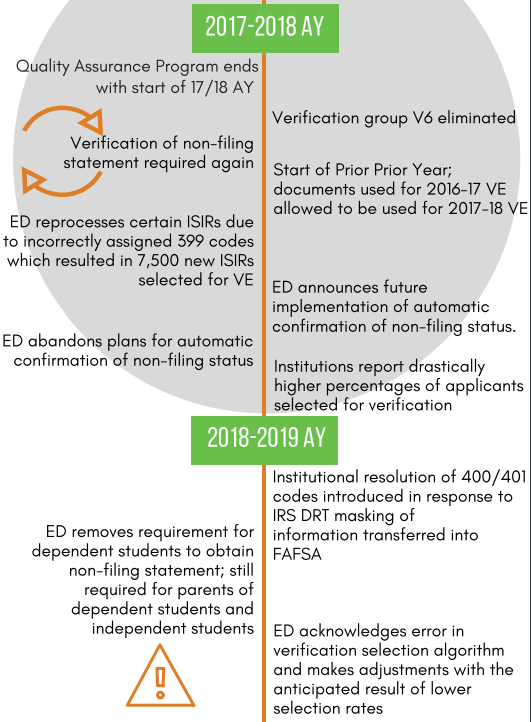 2017-2018 AY
Quality Assurance Program ends
with start of 17/18 AY
Verification group V6 eliminated
Verification of non-filing
statement required again
Start of Prior Prior Year;
documents used for 2016-17 VE
allowed to be used for 2017-18 VE
ED reprocesses certain ISIRs due
to incorrectly assigned 399 codes
which resulted in 7,500 new ISIRs
selected for VE
ED announces future
implementation of automatic
confirmation of non-filing status.
ED abandons plans for automatic
confirmation of non-filing status
Institutions report drastically
higher percentages of applicants
selected for verification
2018-2019 AY
Institutional resolution of 400/401
codes introduced in response to
IRS DRT masking of
information transferred into
FAFSA
ED removes requirement for
dependent students to obtain
non-filing statement; still
required for parents of
dependent students and
independent students
ED acknowledges error in
verification selection algorithm
and makes adjustments with the
anticipated result of lower
selection rates